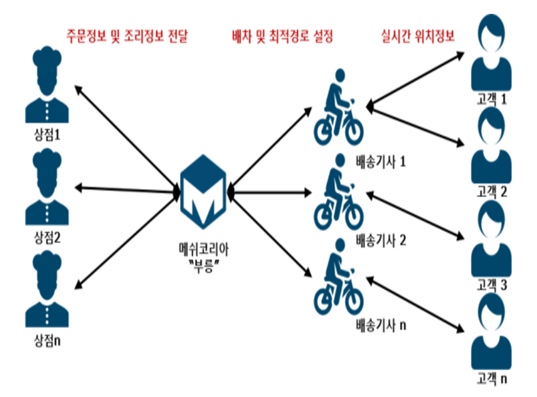 주문정보 및 조리정보 전달
배차 및 최적경로 설정
실시간 위치정보
상점1
상점2
상점n
메쉬코리아
"부릉"
배송기사 1
배송기사 2
배송기사 n
고객 1
고객 2
고객 3
고객 n